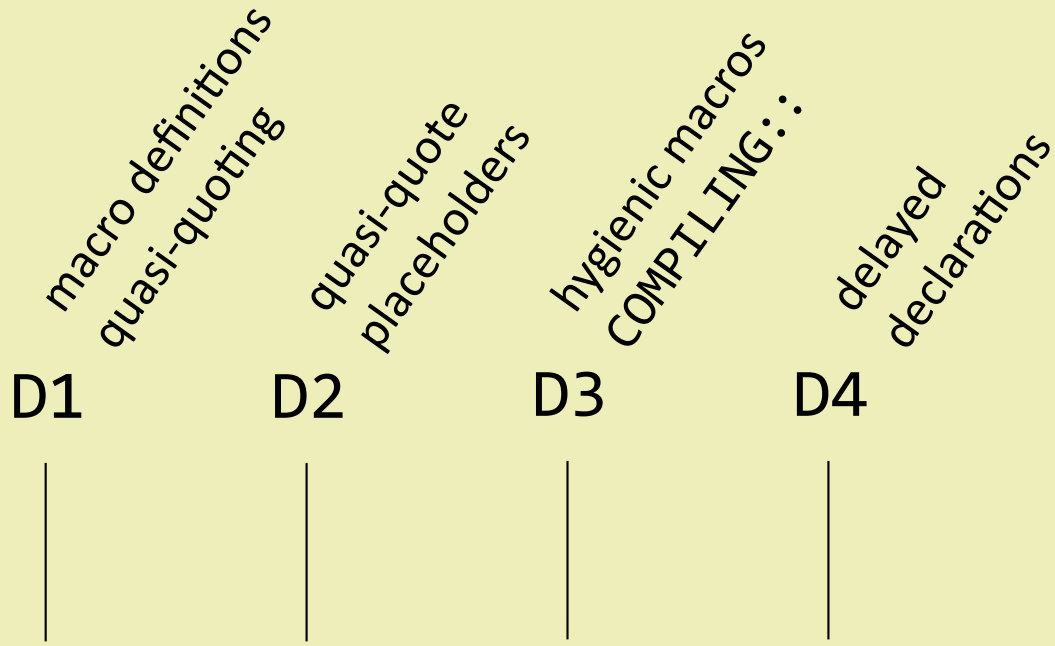 macro definitions
quasi-quoting
D1
quasi-quote
placeholders
D2
hygienic macros
COMPILING::
D3
delayed
declarations
D4